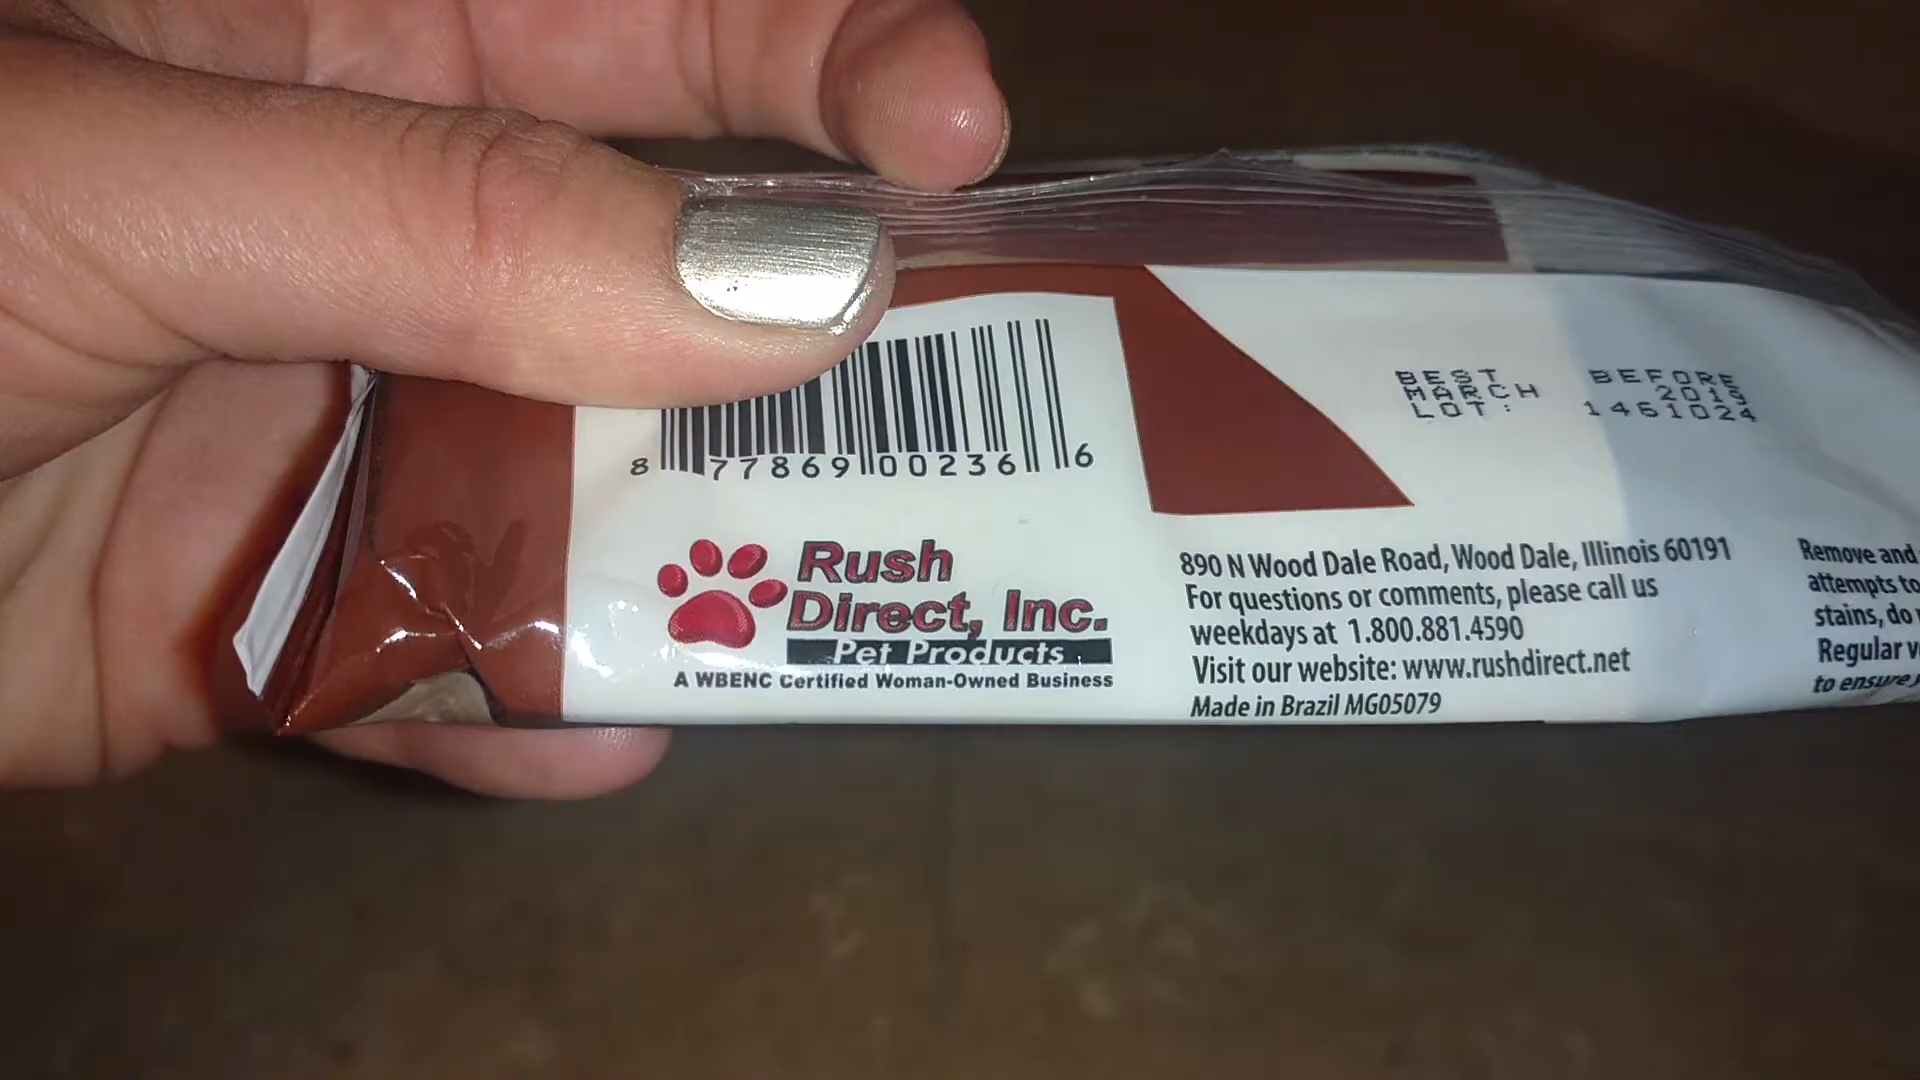 BEST BEFORE
MARCH 2019
LOT: 1461024
8 77869 00236 6
Rush
Direct, Inc.
Pet Products
A WBENC Certified Woman-Owned Business
890 N Wood Dale Road, Wood Dale, Illinois 60191
For questions or comments, please call us
weekdays at 1.800.881.4590
Visit our website: www.rushdirect.net
Made in Brazil MG05079
Remove and
attempts to
stains, do
Regular
to ensure